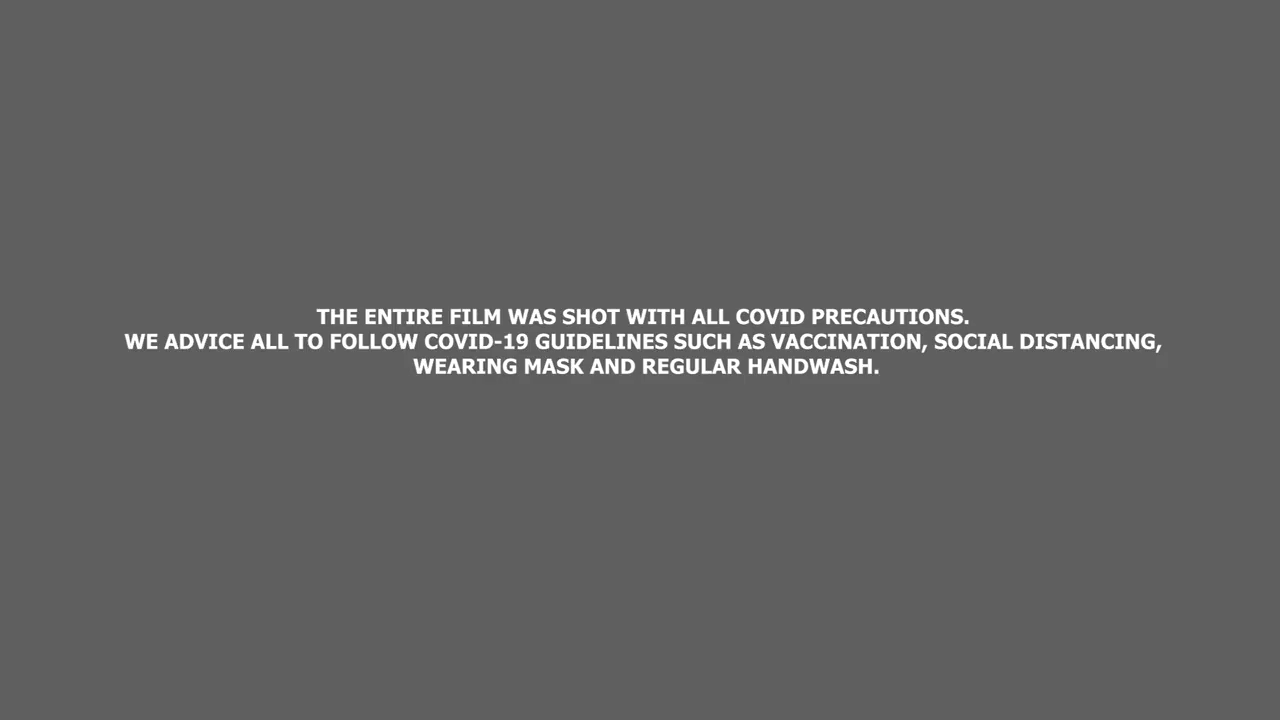 THE ENTIRE FILM WAS SHOT WITH ALL COVID PRECAUTIONS.
WE ADVICE ALL TO FOLLOW COVID-19 GUIDELINES SUCH AS VACCINATION, SOCIAL DISTANCING,
WEARING MASK AND REGULAR HANDWASH.